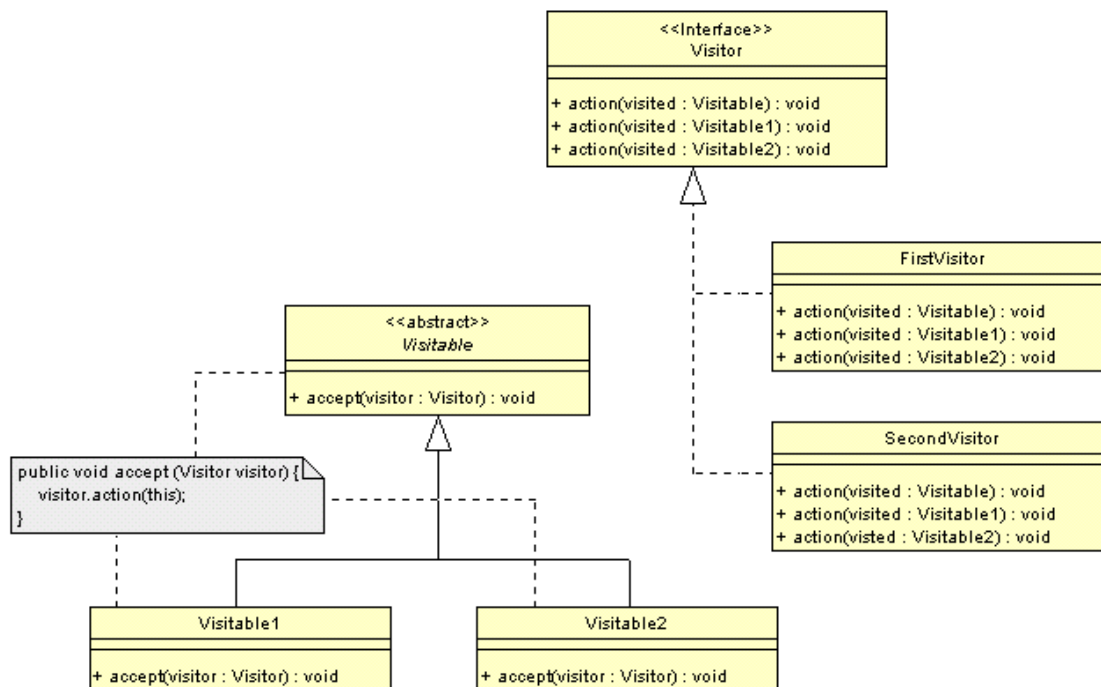 <<Interface>>
Visitor
+ action(visited : Visitable) : void
+ action(visited : Visitable1) : void
+ action(visited : Visitable2) : void
FirstVisitor
+ action(visited : Visitable) : void
+ action(visited : Visitable1) : void
+ action(visited : Visitable2) : void
<<abstract>>
Visitable
+ accept(visitor : Visitor) : void
SecondVisitor
+ action(visited : Visitable) : void
+ action(visited : Visitable1) : void
+ action(visted : Visitable2) : void
public void accept (Visitor visitor) {
visitor.action(this);
}
Visitable1
+ accept(visitor : Visitor) : void
Visitable2
+ accept(visitor : Visitor) : void